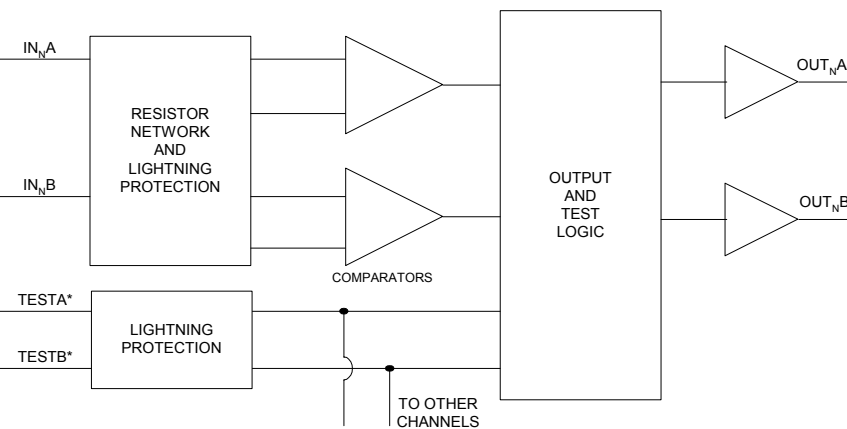 IN_NA
RESISTOR
NETWORK
AND
LIGHTNING
PROTECTION
IN_NB
COMPARATORS
OUTPUT
AND
TEST
LOGIC
OUT_NA
OUT_NB
TESTA*
TESTB*
LIGHTNING
PROTECTION
TO OTHER
CHANNELS